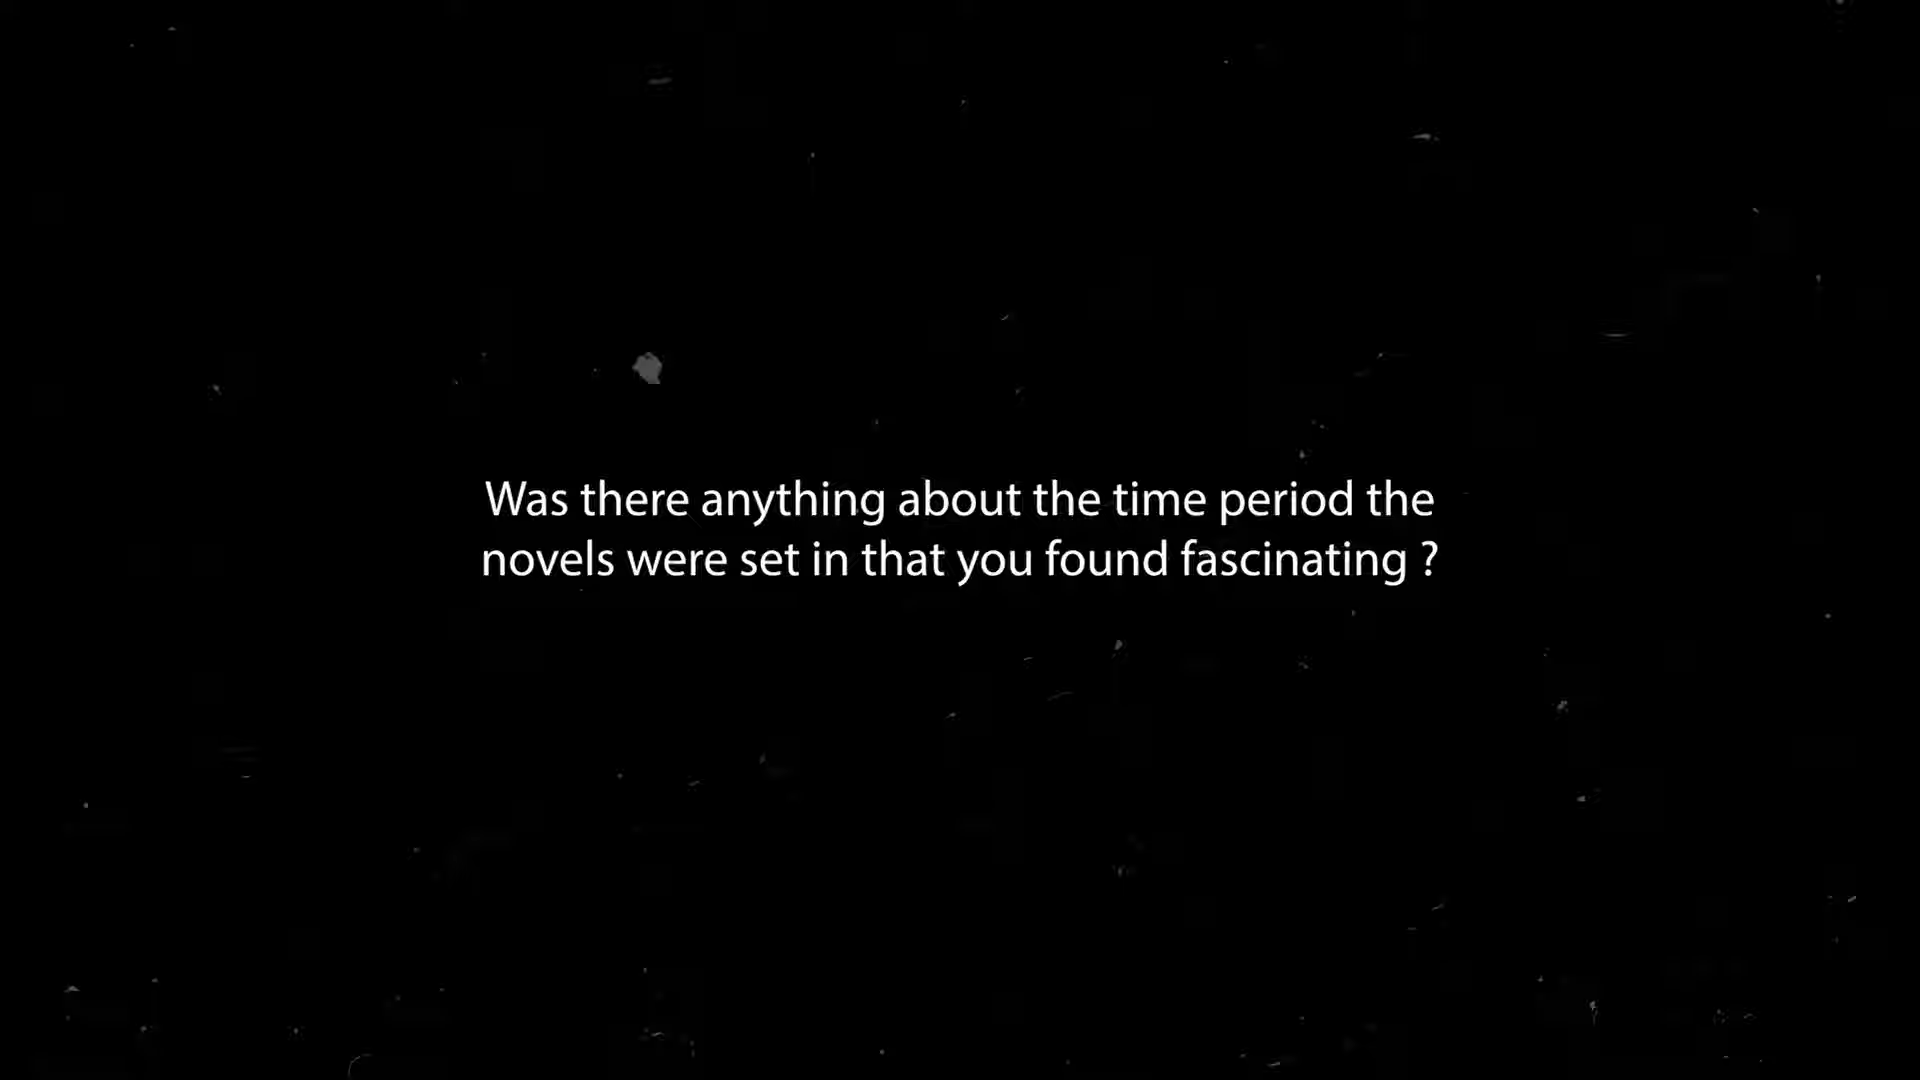 Was there anything about the time period the
novels were set in that you found fascinating ?